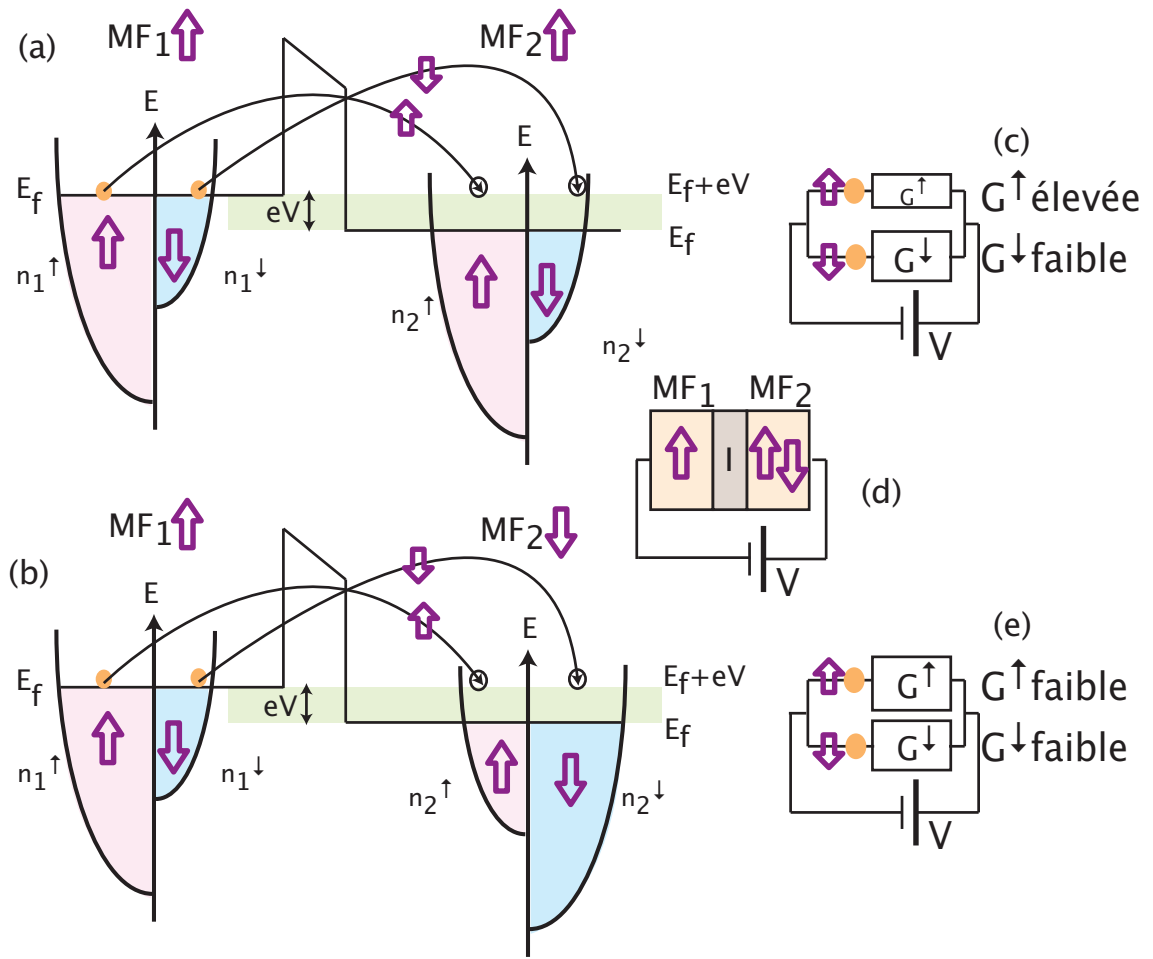 (a)
MF1
MF2
E
E
Ef
eV
Ef+eV
Ef
n1↑
n1↓
n2↑
n2↓
(c)
G↑
G↑élevée
G↓
G↓faible
V
MF1 MF2
I
(d)
V
(b)
MF1
MF2
E
E
Ef
eV
Ef+eV
Ef
n1↑
n1↓
n2↑
n2↓
(e)
G↑
G↑faible
G↓
G↓faible
V